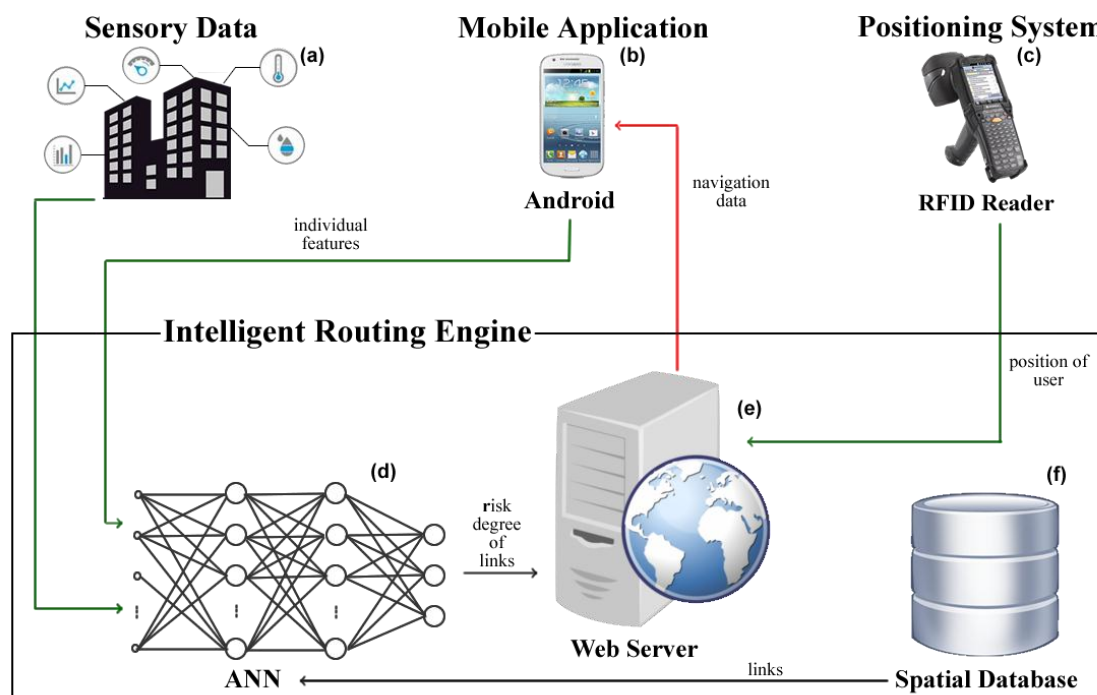 Sensory Data
(a)
Mobile Application
(b)
Positioning System
(c)
Android
RFID Reader
individual
features
navigation
data
Intelligent Routing Engine
position of
user
(d)
(e)
(f)
risk
degree of
links
ANN
Web Server
links
Spatial Database